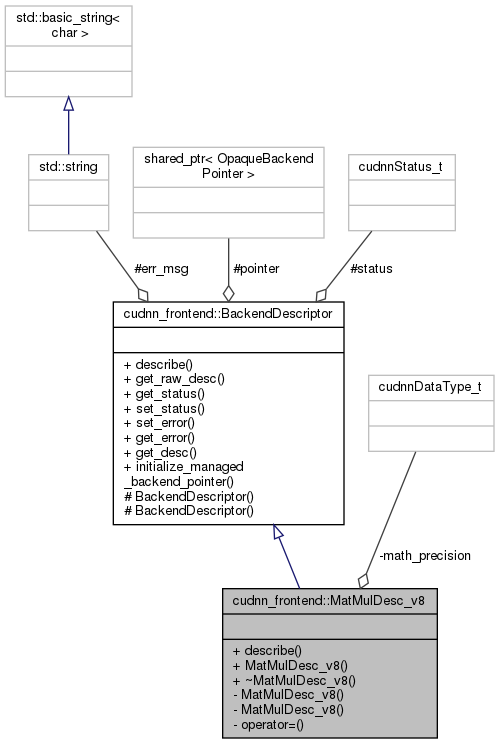 std::basic_string<
char >
std::string
shared_ptr< OpaqueBackend
Pointer >
cudnnStatus_t
#err_msg
#pointer
#status
cudnn_frontend::BackendDescriptor
+ describe()
+ get_raw_desc()
+ get_status()
+ set_status()
+ set_error()
+ get_error()
+ get_desc()
+ initialize_managed
_backend_pointer()
# BackendDescriptor()
# BackendDescriptor()
cudnnDataType_t
-math_precision
cudnn_frontend::MatMulDesc_v8
+ describe()
+ MatMulDesc_v8()
+ ~MatMulDesc_v8()
- MatMulDesc_v8()
- MatMulDesc_v8()
- operator=()